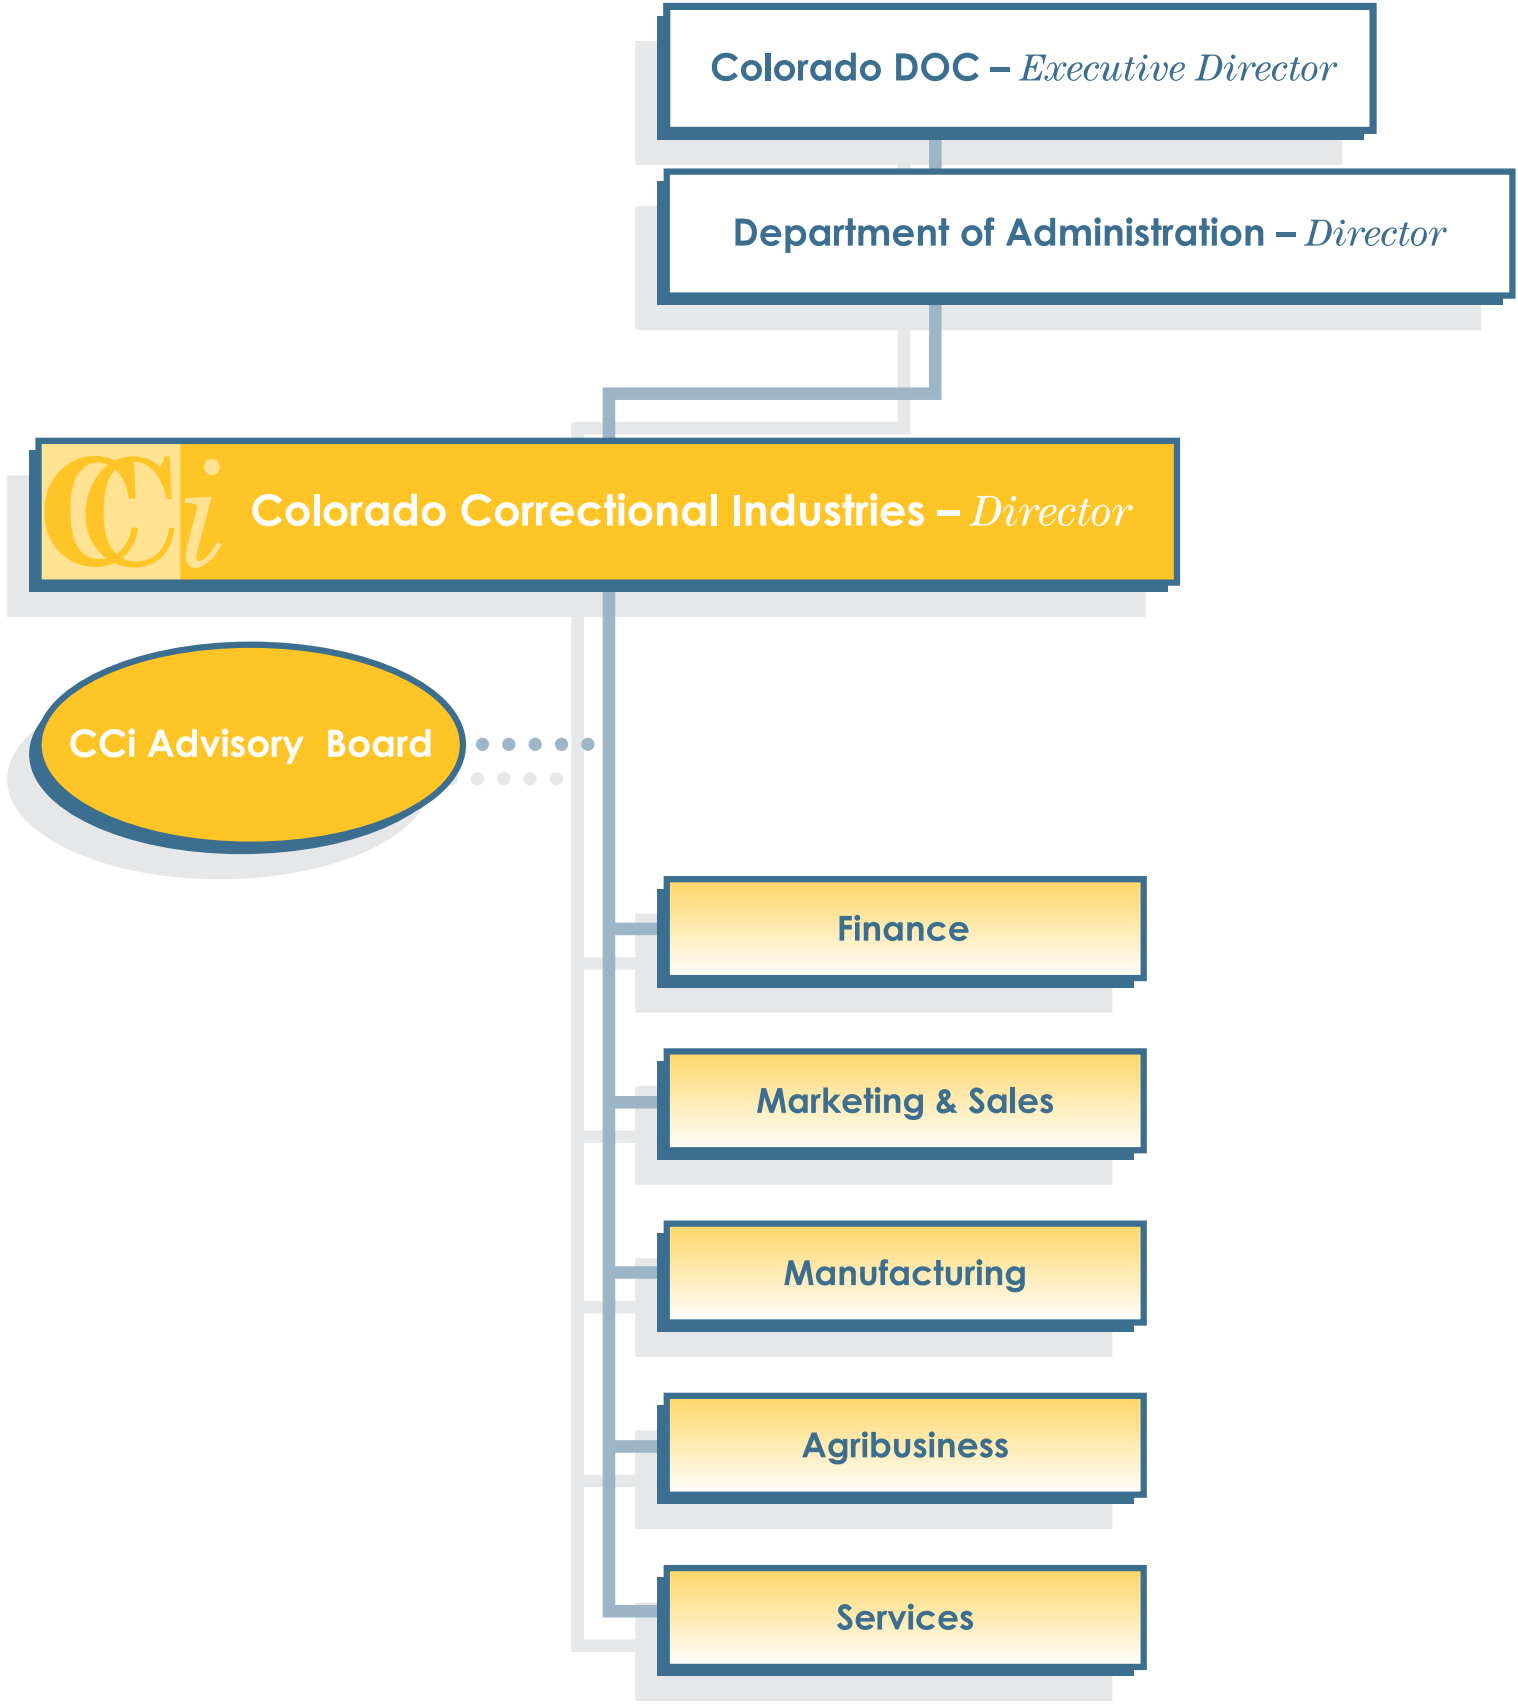 Colorado DOC – Executive Director
Department of Administration – Director
CCi Colorado Correctional Industries – Director
CCi Advisory Board
Finance
Marketing & Sales
Manufacturing
Agribusiness
Services